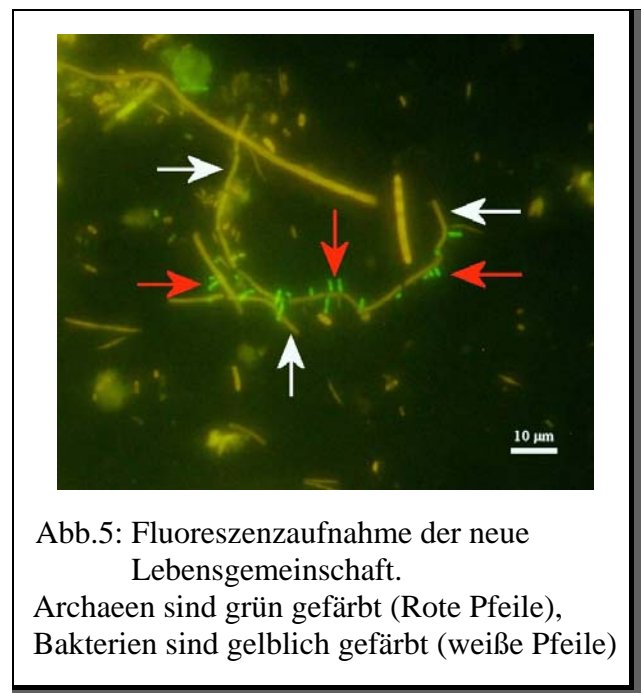 10 µm
Abb.5: Fluoreszenzaufnahme der neue
Lebensgemeinschaft.
Archaeen sind grün gefärbt (Rote Pfeile),
Bakterien sind gelblich gefärbt (weiße Pfeile)